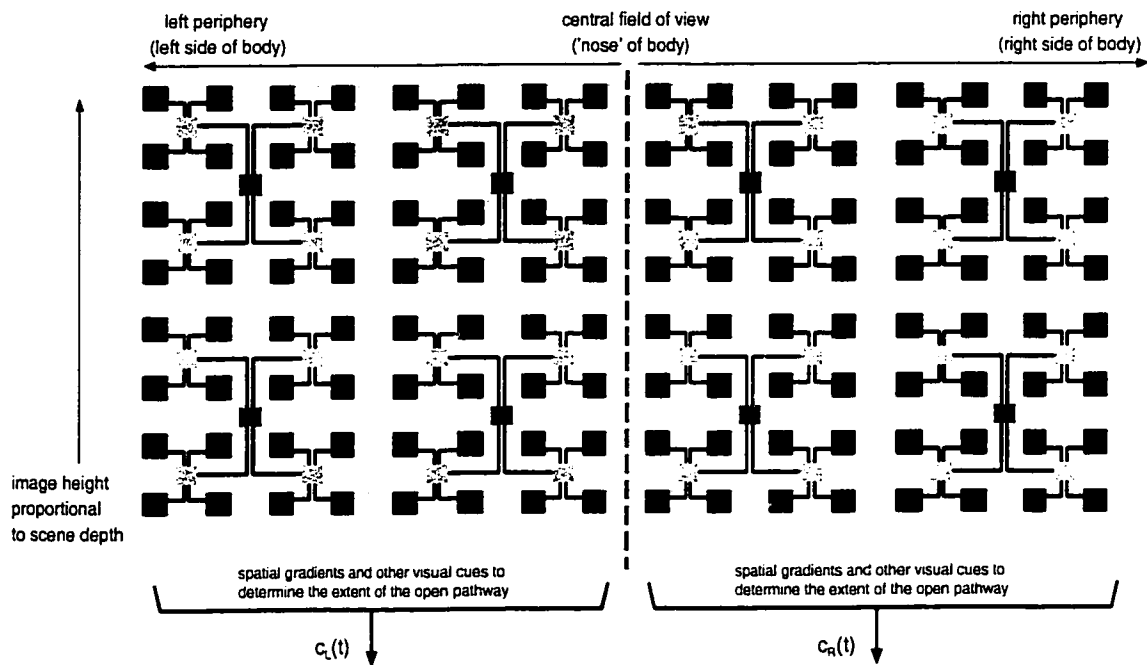 left periphery
(left side of body)
central field of view
('nose' of body)
right periphery
(right side of body)
image height
proportional
to scene depth
spatial gradients and other visual cues to
determine the extent of the open pathway
spatial gradients and other visual cues to
determine the extent of the open pathway
c_L(t)
c_R(t)